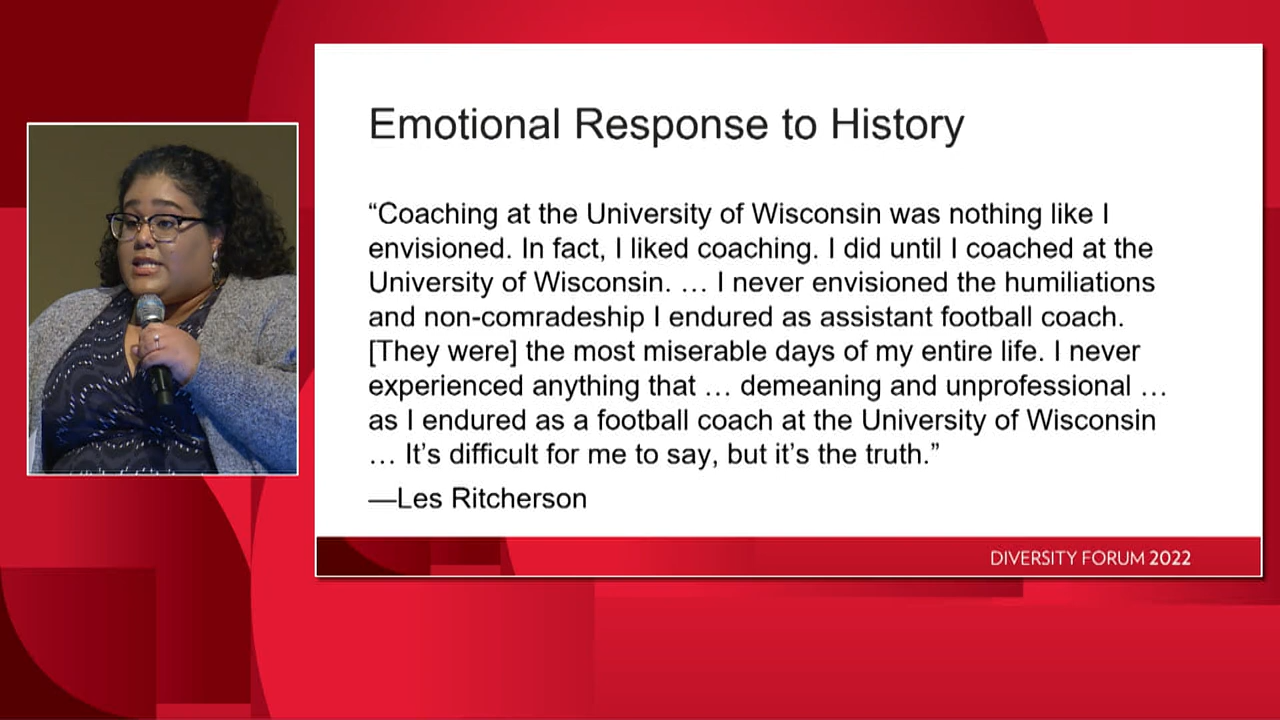 Emotional Response to History
“Coaching at the University of Wisconsin was nothing like I
envisioned. In fact, I liked coaching. I did until I coached at the
University of Wisconsin. … I never envisioned the humiliations
and non-comradeship I endured as assistant football coach.
[They were] the most miserable days of my entire life. I never
experienced anything that … demeaning and unprofessional …
as I endured as a football coach at the University of Wisconsin
… It’s difficult for me to say, but it’s the truth.”
—Les Ritcherson
DIVERSITY FORUM 2022